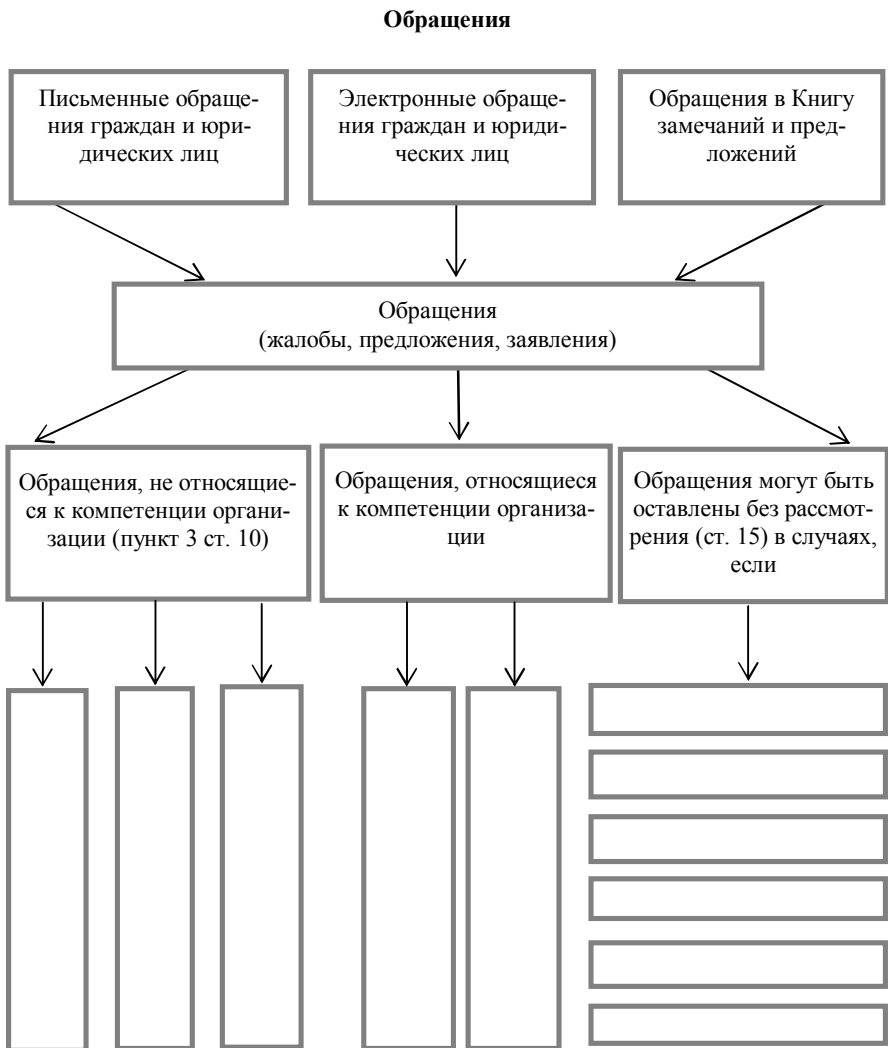 Обращения
Письменные обраще-
ния граждан и юри-
дических лиц
Электронные обраще-
ния граждан и юриди-
ческих лиц
Обращения в Книгу
замечаний и пред-
ложений
Обращения
(жалобы, предложения, заявления)
Обращения, не относящие-
ся к компетенции органи-
зации (пункт 3 ст. 10)
Обращения, относящиеся
к компетенции организа-
ции
Обращения могут быть
оставлены без рассмот-
рения (ст. 15) в случаях,
если